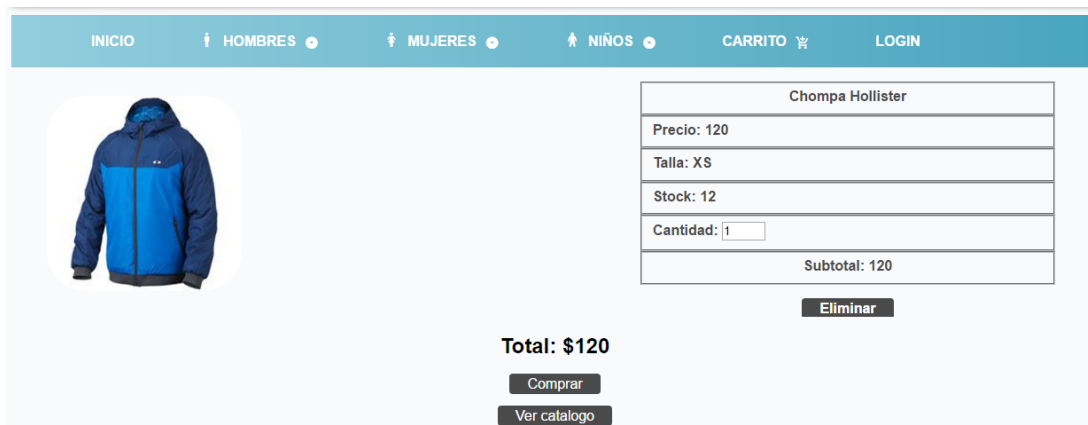 INICIO HOMBRES MUJERES NIÑOS CARRITO LOGIN
Chompa Hollister
Precio: 120
Talla: XS
Stock: 12
Cantidad: 1
Subtotal: 120
Eliminar
Total: $120
Comprar
Ver catalogo